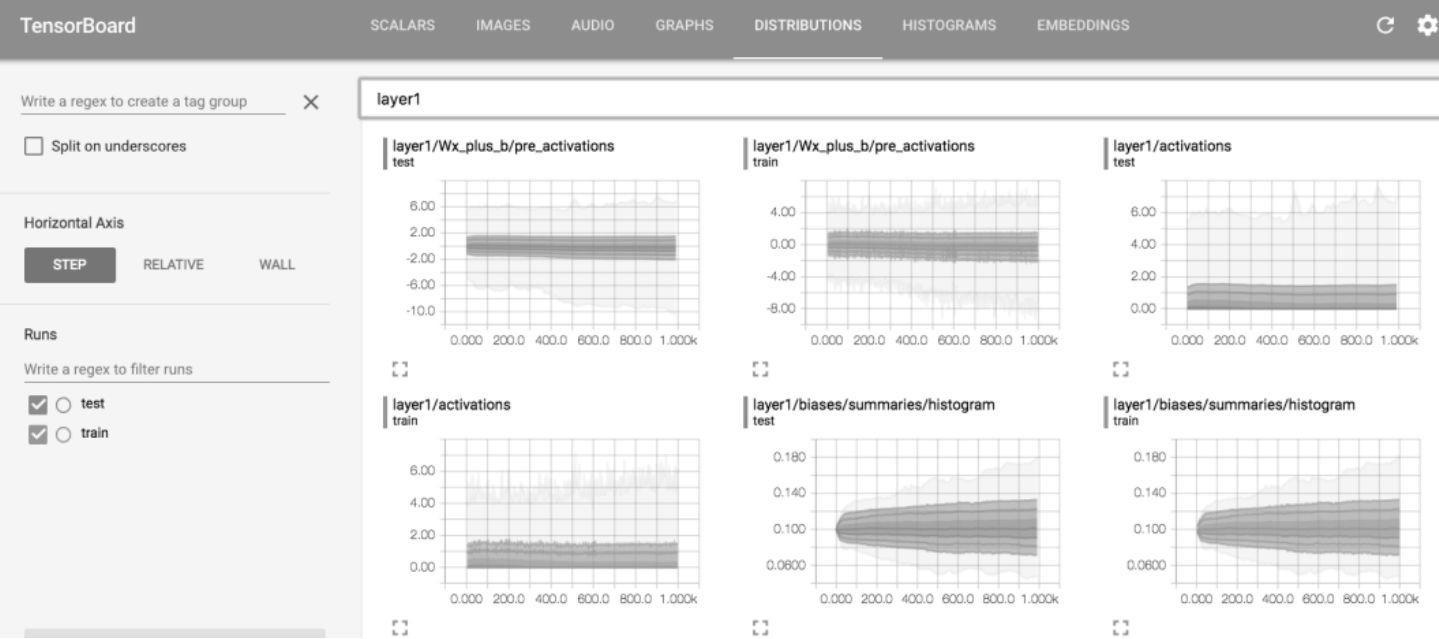 TensorBoard
SCALARS IMAGES AUDIO GRAPHS DISTRIBUTIONS HISTOGRAMS EMBEDDINGS
Write a regex to create a tag group
Split on underscores
Horizontal Axis
STEP RELATIVE WALL
Runs
Write a regex to filter runs
test
train
layer1
layer1/Wx_plus_b/pre_activations
test
6.00
2.00
-2.00
-6.00
-10.0
0.000 200.0 400.0 600.0 800.0 1.000k
layer1/Wx_plus_b/pre_activations
train
4.00
0.00
-4.00
-8.00
0.000 200.0 400.0 600.0 800.0 1.000k
layer1/activations
test
6.00
4.00
2.00
0.00
0.000 200.0 400.0 600.0 800.0 1.000k
layer1/activations
train
6.00
4.00
2.00
0.00
0.000 200.0 400.0 600.0 800.0 1.000k
layer1/biases/summaries/histogram
test
0.180
0.140
0.100
0.0600
0.000 200.0 400.0 600.0 800.0 1.000k
layer1/biases/summaries/histogram
train
0.180
0.140
0.100
0.0600
0.000 200.0 400.0 600.0 800.0 1.000k